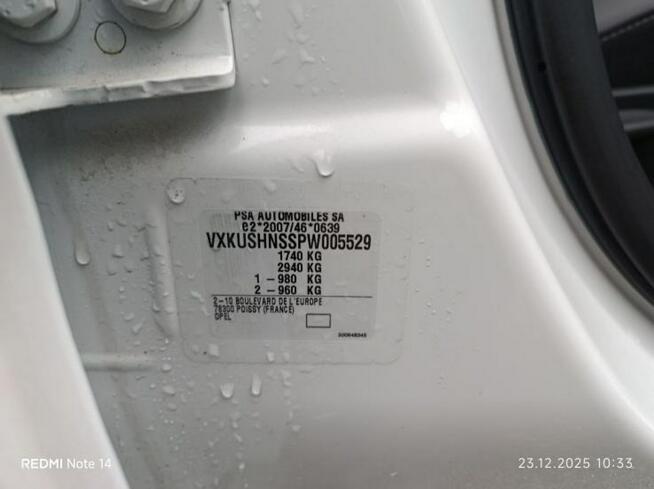 PSA AUTOMOBILES SA
e2*2007/46*0639
VXKUSHNSSPW005529
1740 KG
2940 KG
1-980 KG
2-960 KG
2-10 BOULEVARD DE L'EUROPE
78300 POISSY (FRANCE)
OPEL
REDMI Note 14
23.12.2025 10:33